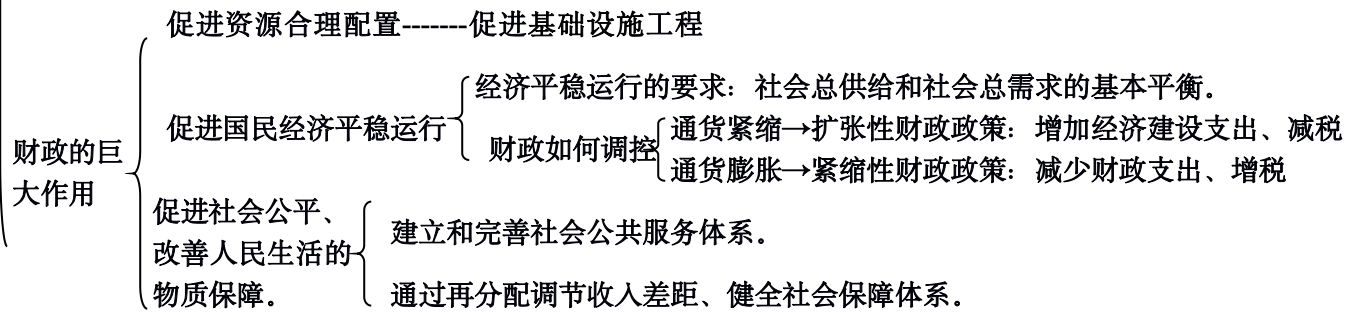 促进资源合理配置-------促进基础设施工程
经济平稳运行的要求：社会总供给和社会总需求的基本平衡．
促进国民经济平稳运行
通货紧缩→扩张性财政政策：增加经济建设支出、减税
财政如何调控
通货膨胀→紧缩性财政政策：减少财政支出、增税
财政的巨
大作用
促进社会公平、
改善人民生活的
物质保障．
建立和完善社会公共服务体系．
通过再分配调节收入差距、健全社会保障体系．